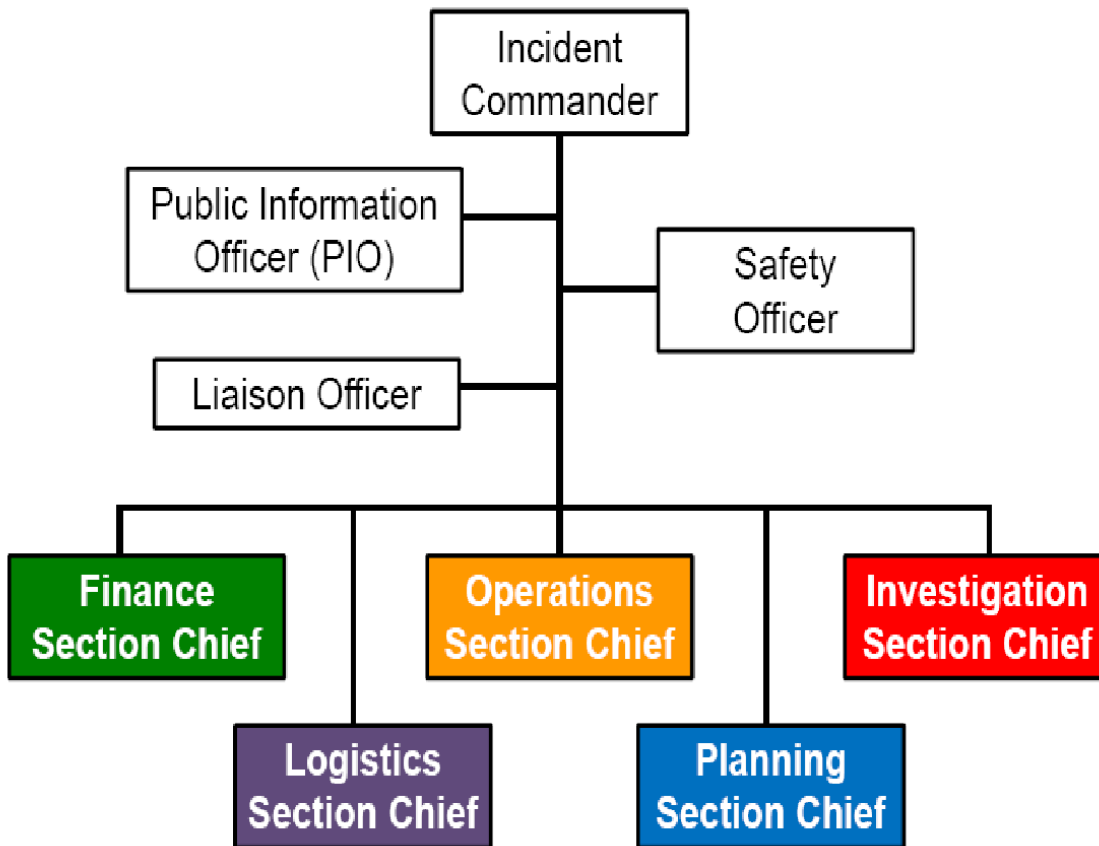 Incident
Commander
Public Information
Officer (PIO)
Safety
Officer
Liaison Officer
Finance
Section Chief
Operations
Section Chief
Investigation
Section Chief
Logistics
Section Chief
Planning
Section Chief